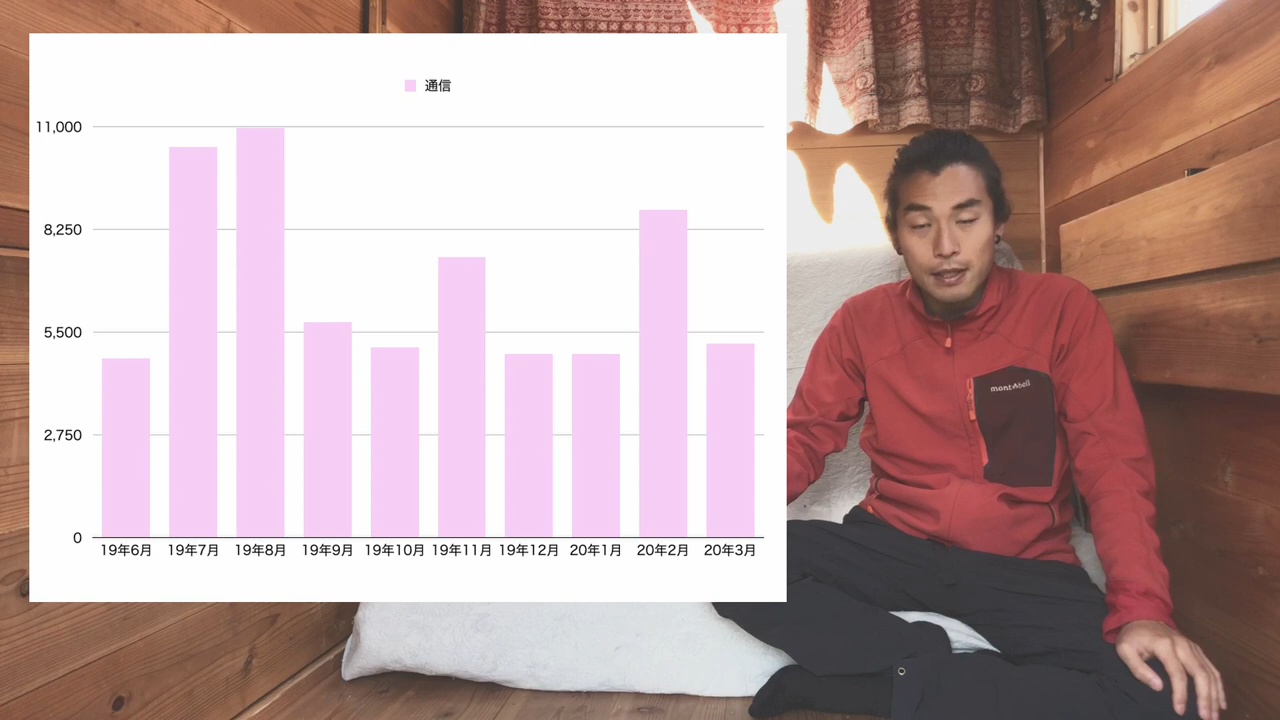 通信
11,000
8,250
5,500
2,750
0
19年6月 19年7月 19年8月 19年9月 19年10月 19年11月 19年12月 20年1月 20年2月 20年3月
mont-bell